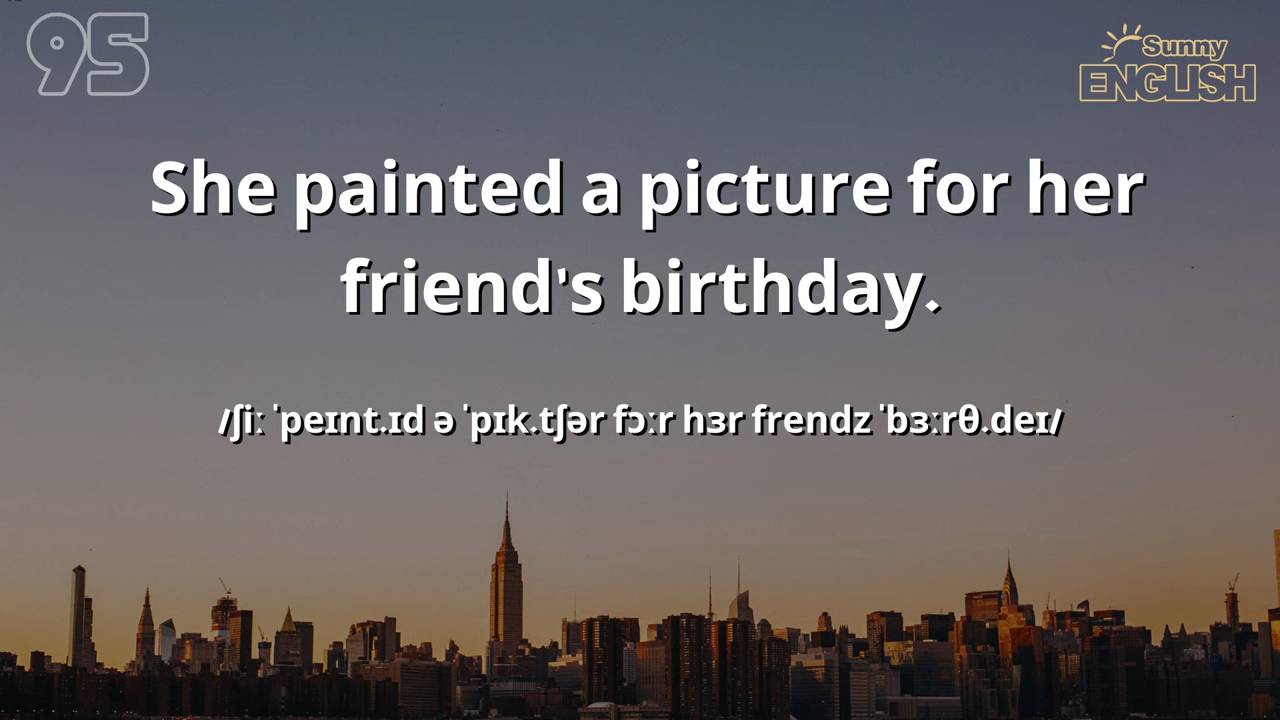 95
Sunny
ENGLISH
She painted a picture for her
friend's birthday.
/ʃiː ˈpeɪnt.ɪd ə ˈpɪk.tʃər fɔːr hɜr frendz ˈbɜːrθ.deɪ/